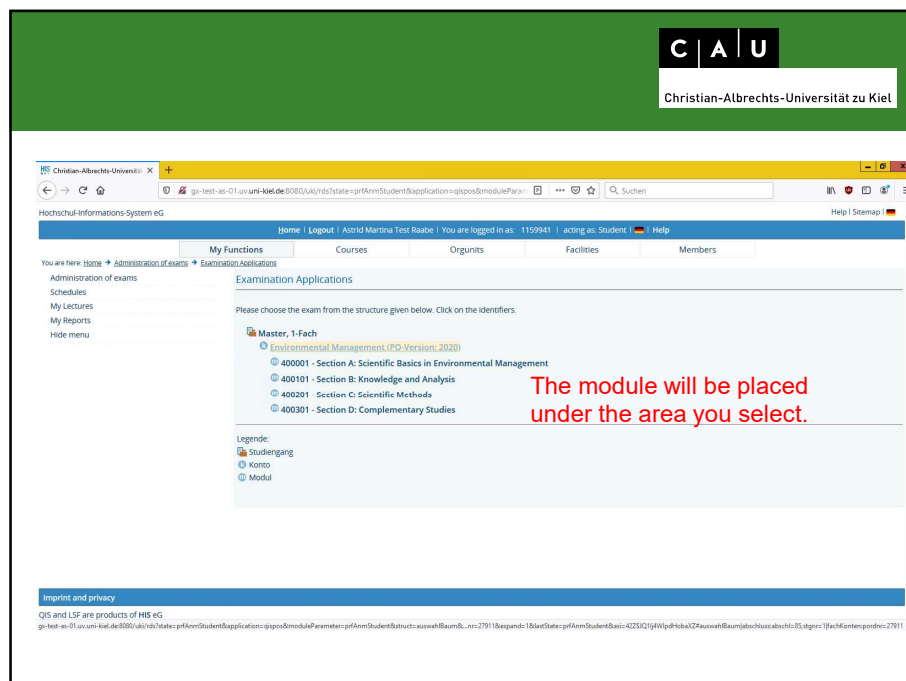 C A U
Christian-Albrechts-Universität zu Kiel
HIS Christian-Albrechts-Universität
gx-test-as-01.uv.uni-kiel.de:8080/uki/rds?state=prfAnmStudent&application=qispos&moduleParam
Suchen
Hochschul-Informations-System eG
Help | Sitemap |
Home | Logout | Astrid Martina Test Raabe | You are logged in as: 1159941 | acting as: Student | | Help
My Functions Courses Orgunits Facilities Members
You are here: Home → Administration of exams → Examination Applications
Administration of exams
Schedules
My Lectures
My Reports
Hide menu
Examination Applications
Please choose the exam from the structure given below. Click on the identifiers.
Master, 1-Fach
Environmental Management (PO-Version: 2020)
400001 - Section A: Scientific Basics in Environmental Management
400101 - Section B: Knowledge and Analysis
400201 - Section C: Scientific Methods
400301 - Section D: Complementary Studies
The module will be placed
under the area you select.
Legende:
Studiengang
Konto
Modul
Imprint and privacy
QIS and LSF are products of HIS eG